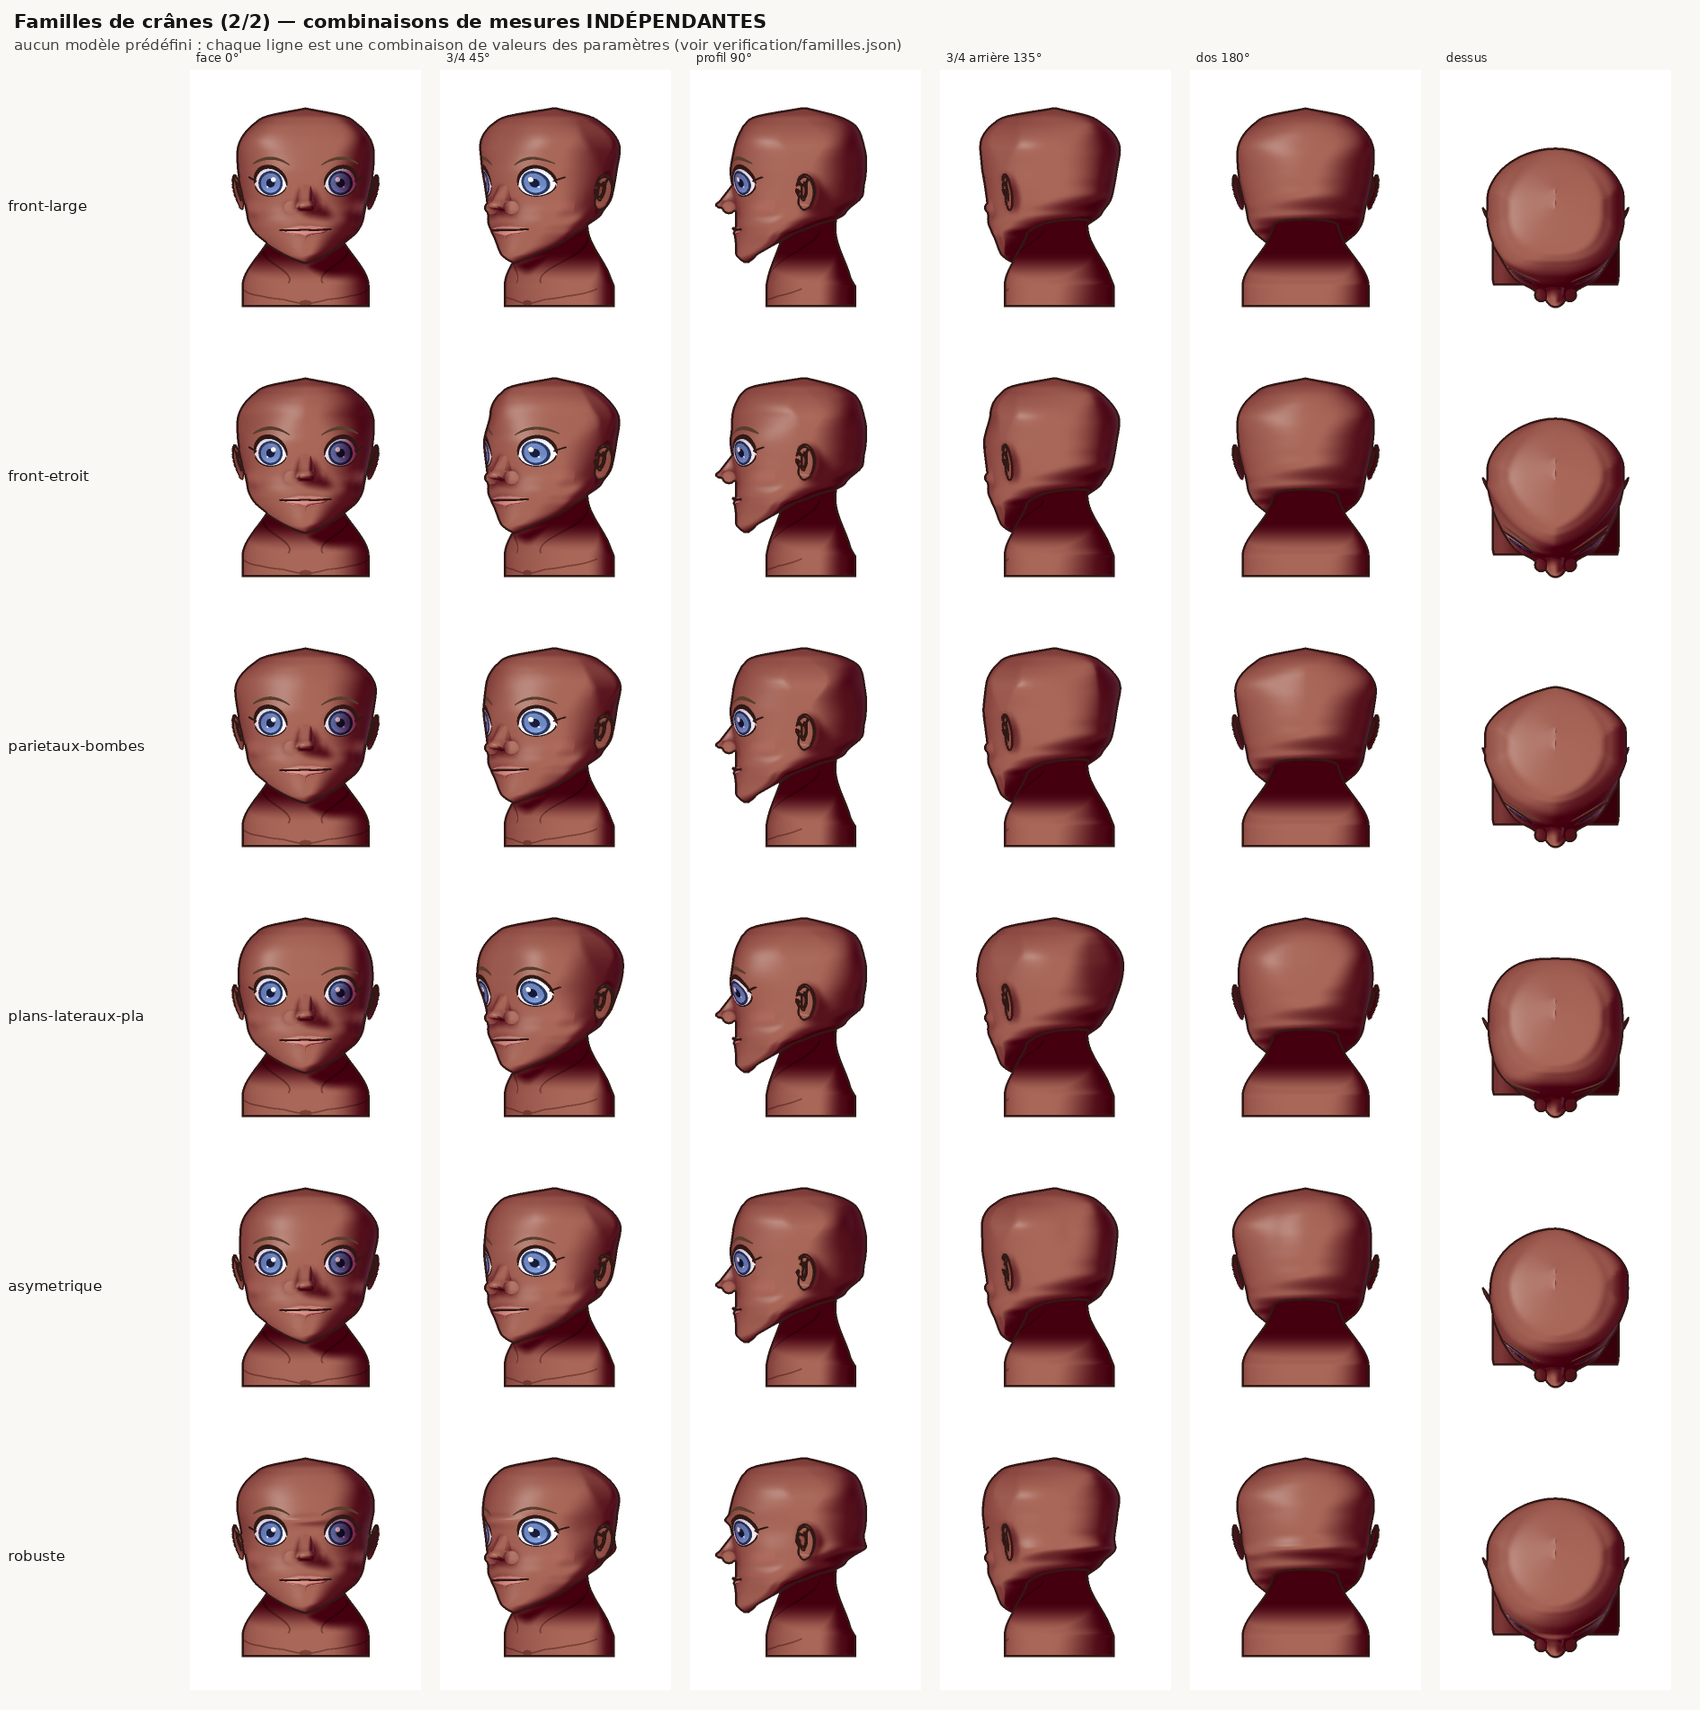 Familles de crânes (2/2) — combinaisons de mesures INDÉPENDANTES
aucun modèle prédéfini : chaque ligne est une combinaison de valeurs des paramètres (voir verification/familles.json)
face 0° 3/4 45° profil 90° 3/4 arrière 135° dos 180° dessus
front-large
front-etroit
parietaux-bombes
plans-lateraux-pla
asymetrique
robuste